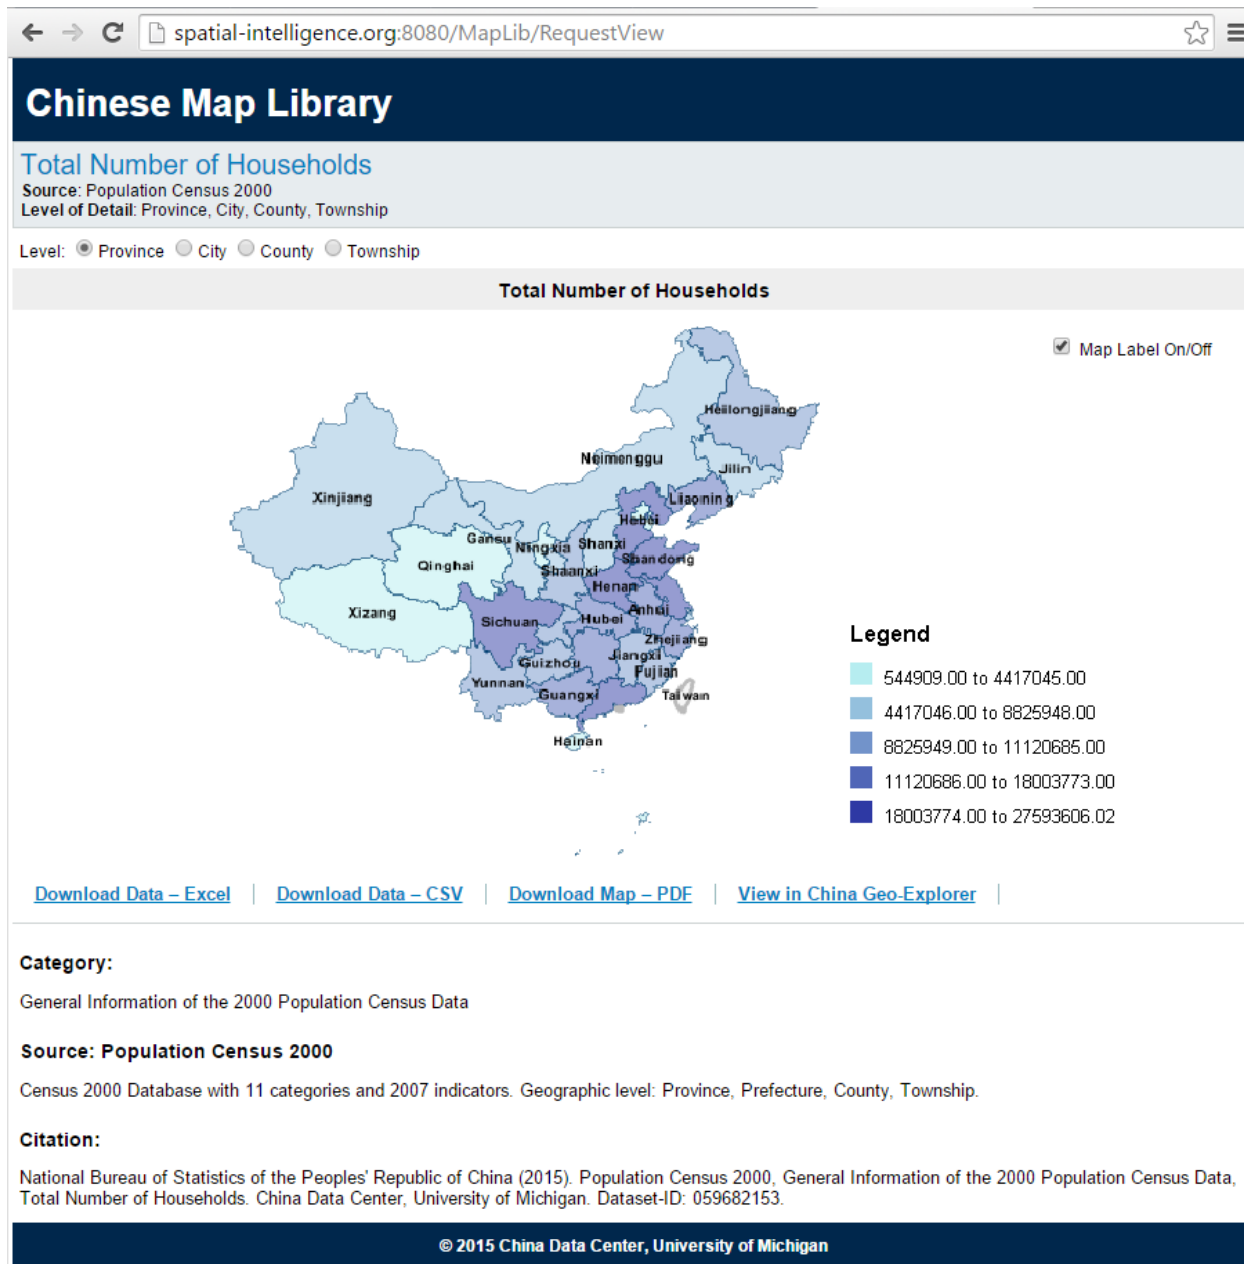 spatial-intelligence.org:8080/MapLib/RequestView
Chinese Map Library
Total Number of Households
Source: Population Census 2000
Level of Detail: Province, City, County, Township
Level: Province City County Township
Total Number of Households
Map Label On/Off
Heilongjiang
Neimenggu
Jilin
Xinjiang
Liaoning
Hebei
Gansu
Ningxia
Shanxi
Shandong
Qinghai
Shaanxi
Henan
Xizang
Anhui
Sichuan
Hubei
Zhejiang
Jiangxi
Guizhou
Fujian
Yunnan
Guangxi
Taiwan
Hainan
Legend
544909.00 to 4417045.00
4417046.00 to 8825948.00
8825949.00 to 11120685.00
11120686.00 to 18003773.00
18003774.00 to 27593606.02
Download Data – Excel
Download Data – CSV
Download Map – PDF
View in China Geo-Explorer
Category:
General Information of the 2000 Population Census Data
Source: Population Census 2000
Census 2000 Database with 11 categories and 2007 indicators. Geographic level: Province, Prefecture, County, Township.
Citation:
National Bureau of Statistics of the Peoples' Republic of China (2015). Population Census 2000, General Information of the 2000 Population Census Data,
Total Number of Households. China Data Center, University of Michigan. Dataset-ID: 059682153.
© 2015 China Data Center, University of Michigan